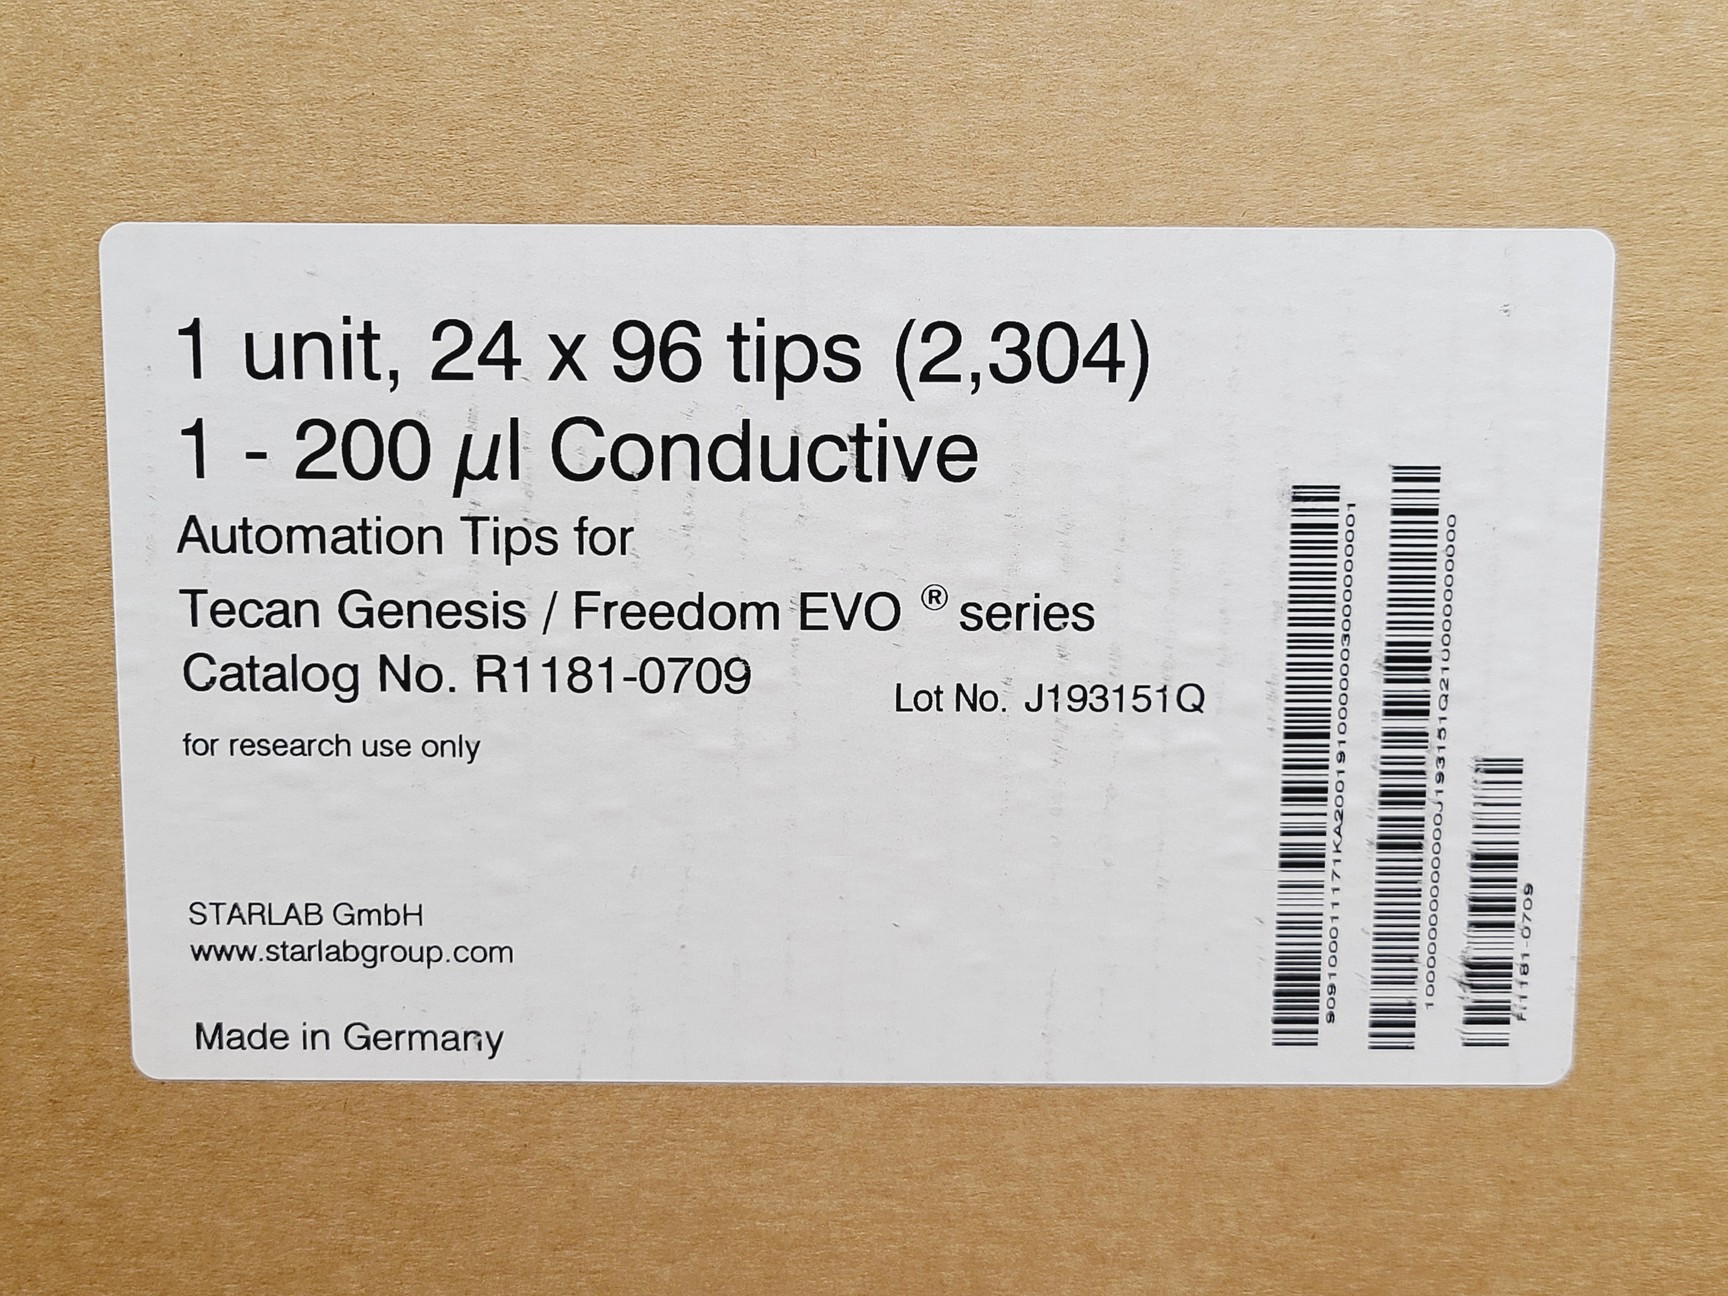 1 unit, 24 x 96 tips (2,304)
1 - 200 µl Conductive
Automation Tips for
Tecan Genesis / Freedom EVO ® series
Catalog No. R1181-0709
Lot No. J193151Q
for research use only
STARLAB GmbH
www.starlabgroup.com
Made in Germany
R1181-0709